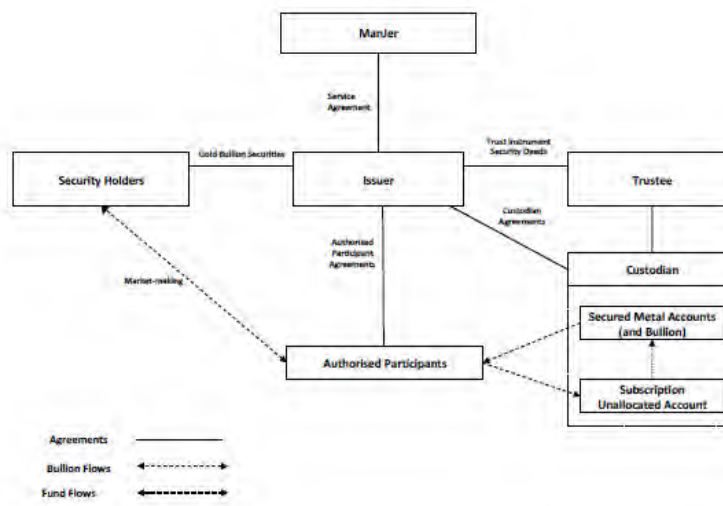 ManJer
Service
Agreement
Gold Bullion Securities
Trust Instrument
Security Deeds
Security Holders
Issuer
Trustee
Custodian
Agreements
Authorised
Participant
Agreements
Custodian
Market-making
Secured Metal Accounts
(and Bullion)
Authorised Participants
Subscription
Unallocated Account
Agreements
Bullion Flows
Fund Flows